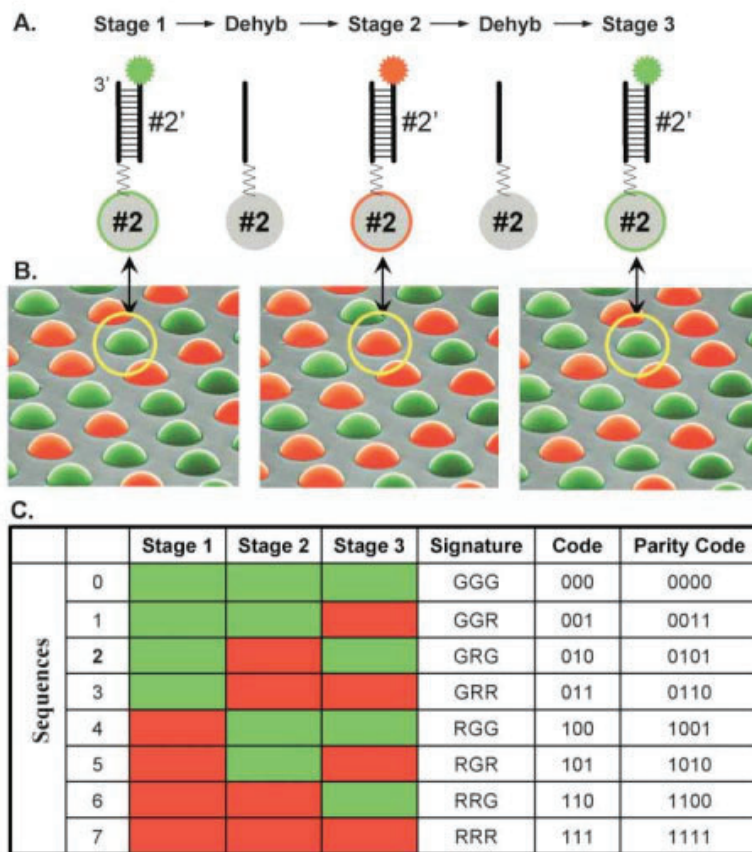 A.
Stage 1 → Dehyb → Stage 2 → Dehyb → Stage 3
3'
#2' #2' #2'
#2 #2 #2 #2 #2
B.
C.
Stage 1 Stage 2 Stage 3 Signature Code Parity Code
Sequences
0 GGG 000 0000
1 GGR 001 0011
2 GRG 010 0101
3 GRR 011 0110
4 RGG 100 1001
5 RGR 101 1010
6 RRG 110 1100
7 RRR 111 1111